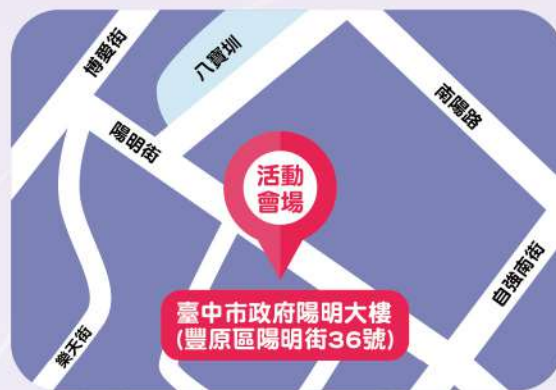 博愛街
八寶圳
南陽路
陽明街
活動
會場
自強南街
臺中市政府陽明大樓
(豐原區陽明街36號)
樂天街